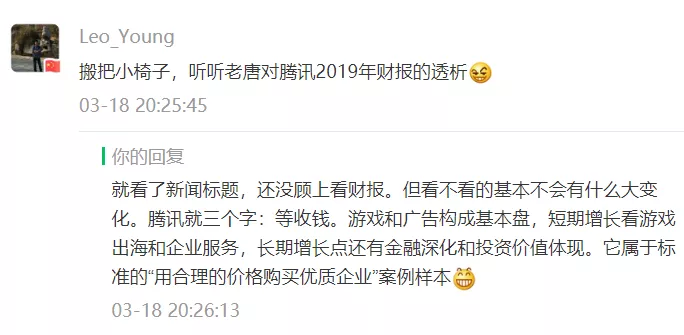 Leo_Young
搬把小椅子，听听老唐对腾讯2019年财报的透析
03-18 20:25:45
你的回复
就看了新闻标题，还没顾上看财报。但看不看的基本不会有什么大变
化。腾讯就三个字：等收钱。游戏和广告构成基本盘，短期增长看游戏
出海和企业服务，长期增长点还有金融深化和投资价值体现。它属于标
准的“用合理的价格购买优质企业”案例样本
03-18 20:26:13